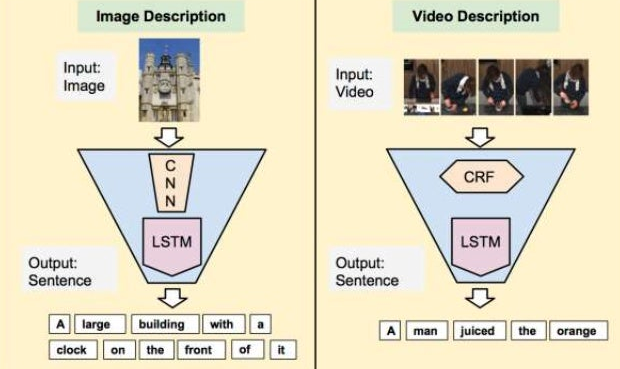 Image Description
Input:
Image
C
N
N
LSTM
Output:
Sentence
A large building with a
clock on the front of it
Video Description
Input:
Video
CRF
LSTM
Output:
Sentence
A man juiced the orange